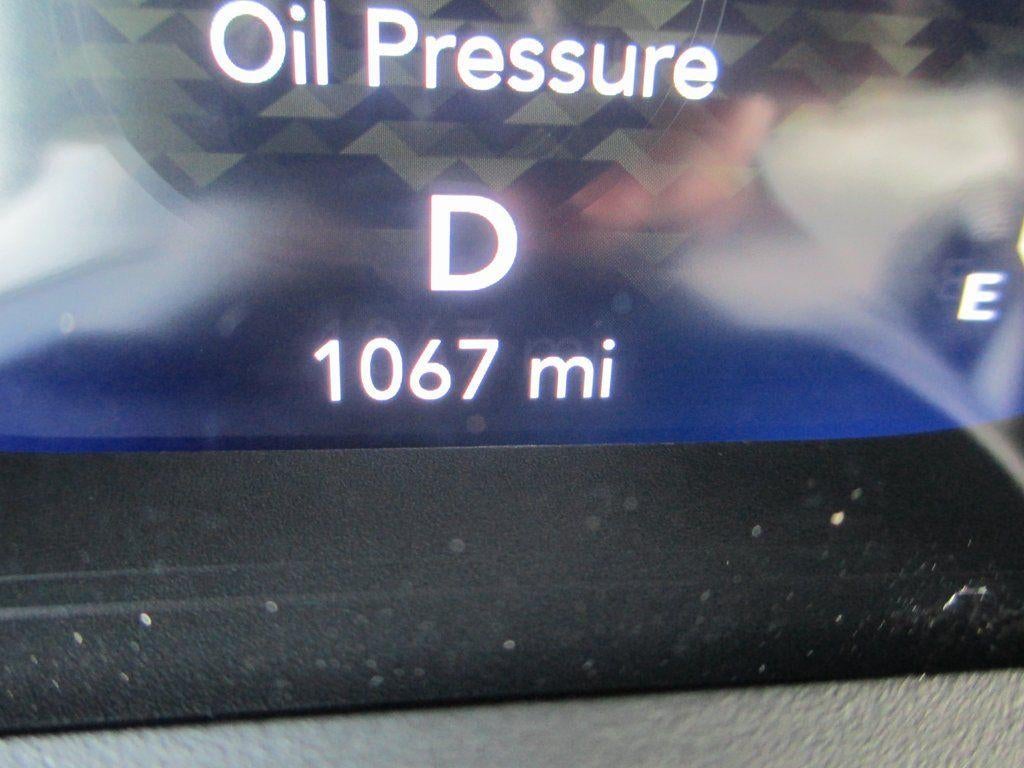 Oil Pressure
D
E
1067 mi